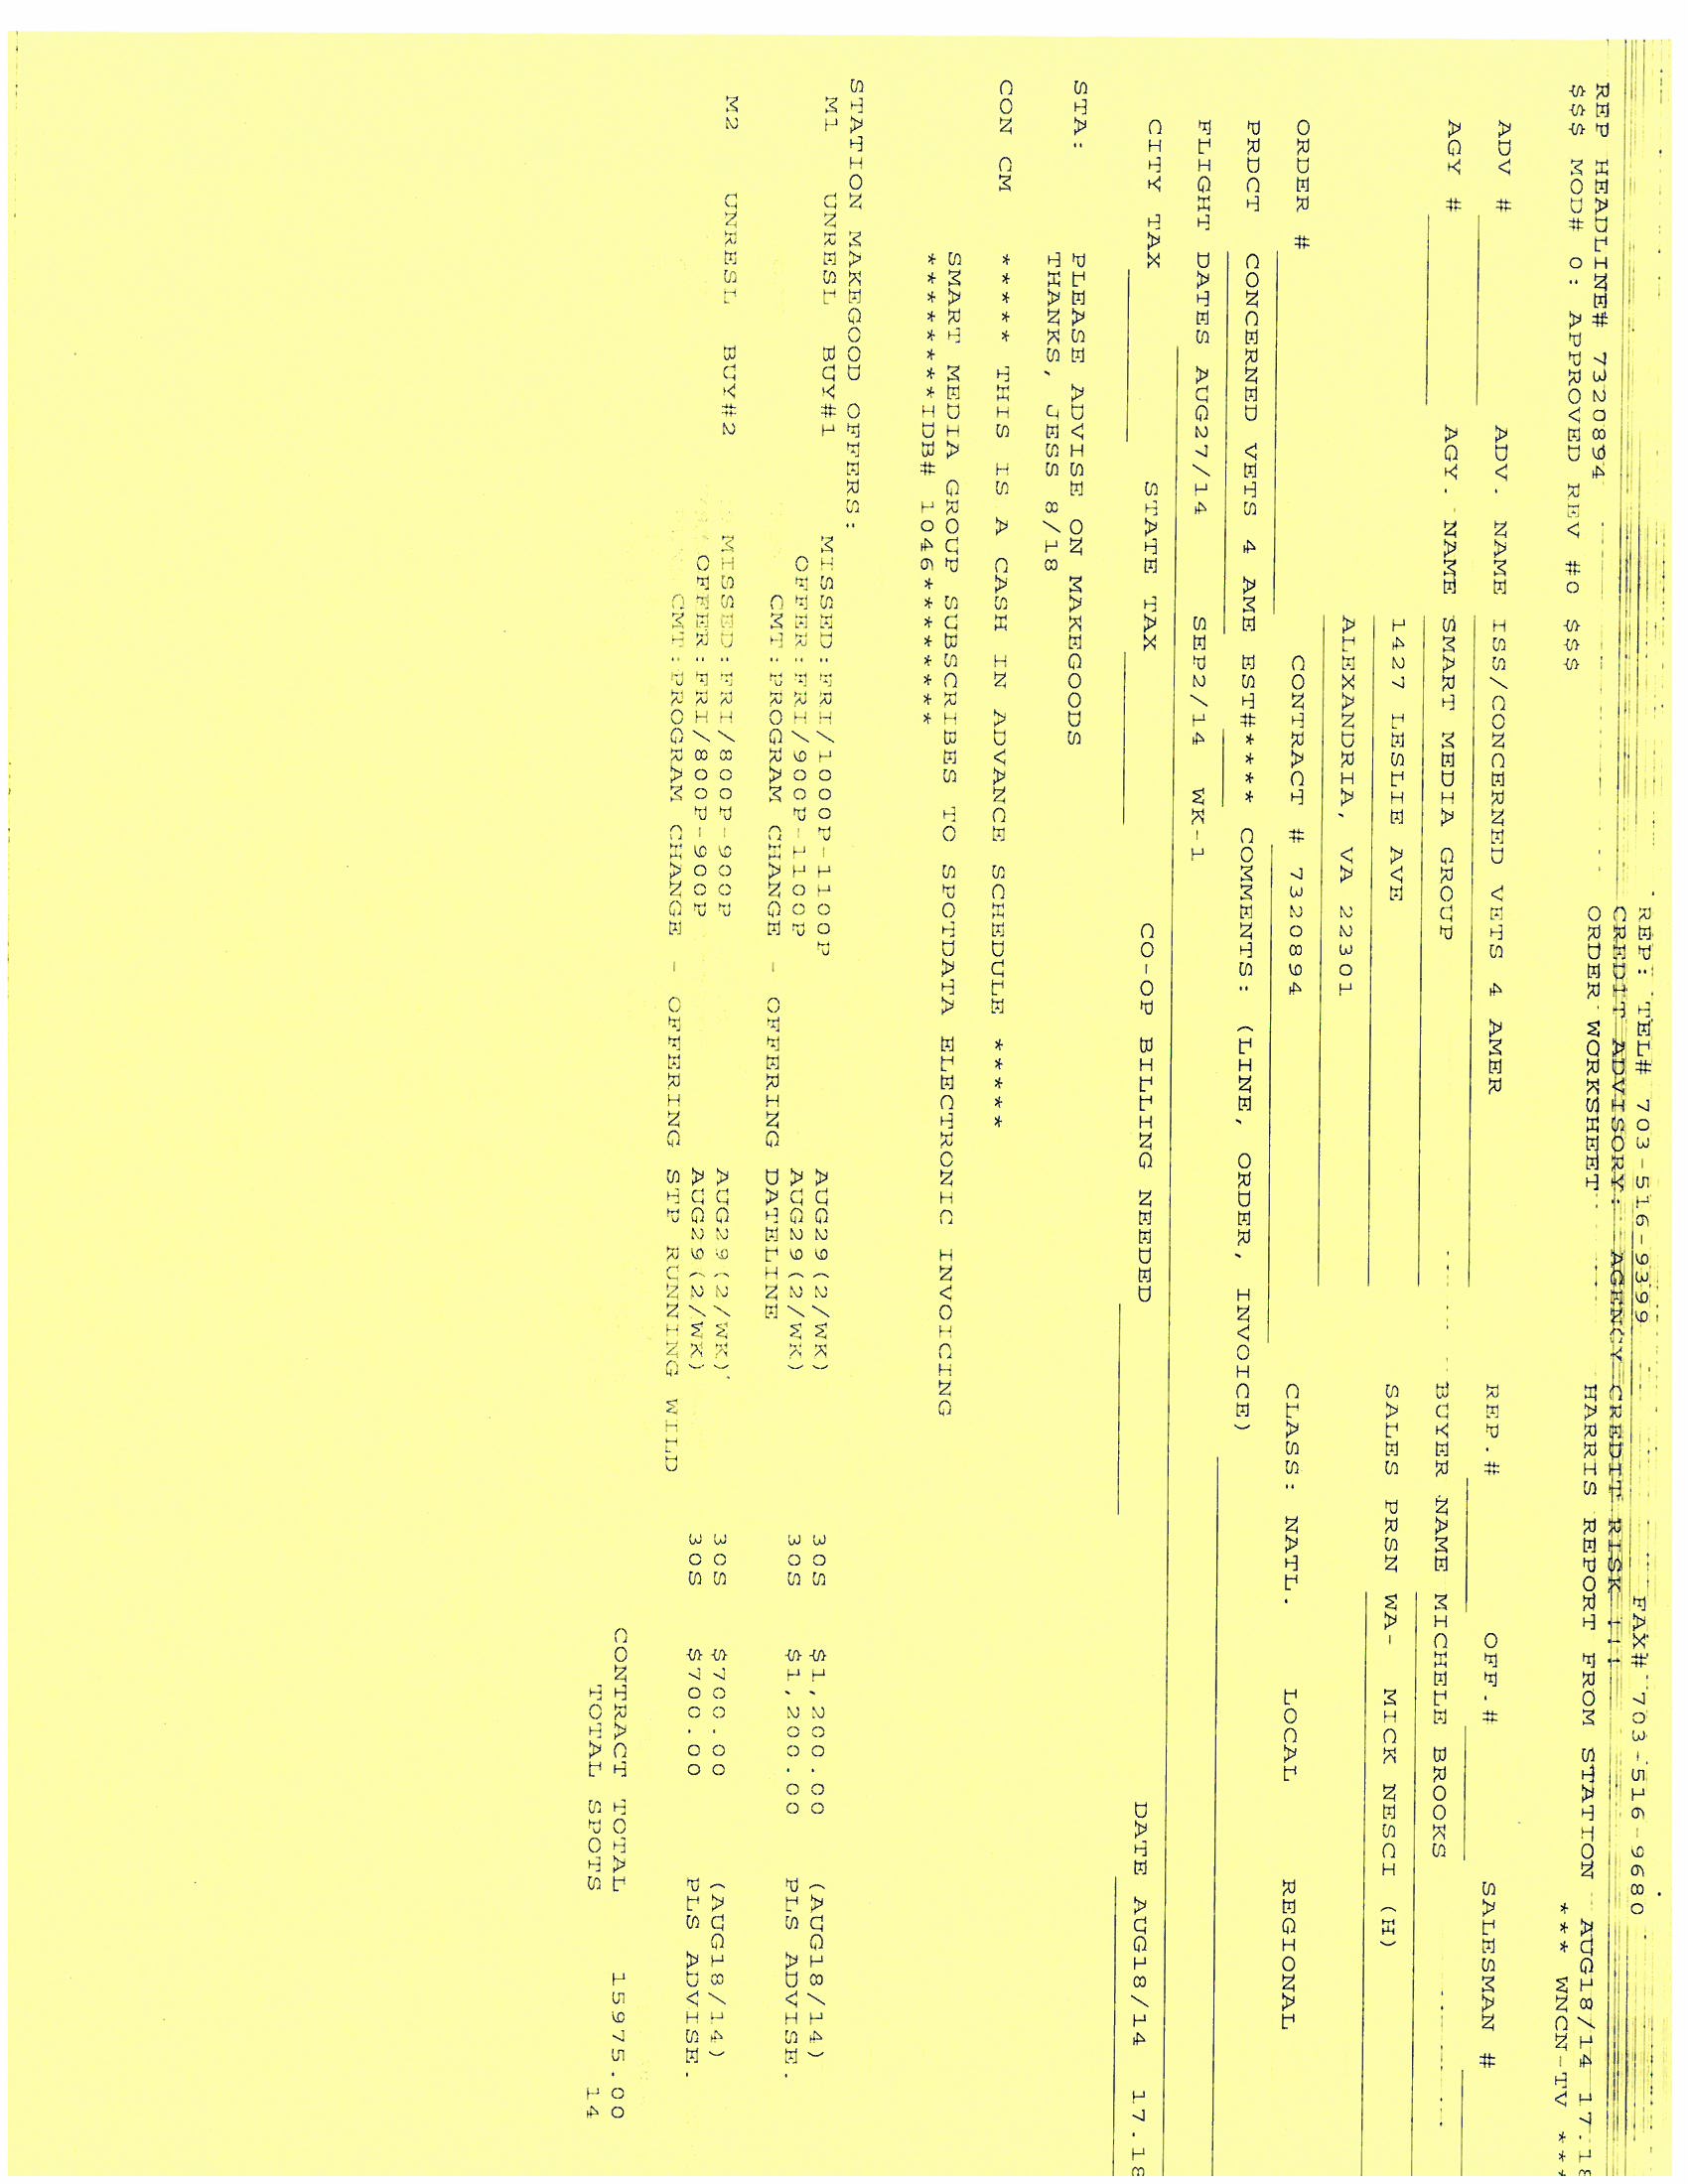 REP: TEL# 703-516-9399 FAX# 703-516-9680
CREDIT ADVISORY: AGENCY CREDIT RISK !!!
REP HEADLINE# 7320894 ORDER WORKSHEET HARRIS REPORT FROM STATION AUG18/14 17.18
$$$ MOD# 0: APPROVED REV #0 $$$ *** WNCN-TV ***
ADV # ADV. NAME ISS/CONCERNED VETS 4 AMER REP.# OFF.# SALESMAN #
AGY # AGY. NAME SMART MEDIA GROUP BUYER NAME MICHELE BROOKS
1427 LESLIE AVE SALES PRSN WA- MICK NESCI (H)
ALEXANDRIA, VA 22301
ORDER # CONTRACT # 7320894 CLASS: NATL. LOCAL REGIONAL
PRDCT CONCERNED VETS 4 AME EST#**** COMMENTS: (LINE, ORDER, INVOICE)
FLIGHT DATES AUG27/14 SEP2/14 WK-1
CITY TAX STATE TAX CO-OP BILLING NEEDED DATE AUG18/14 17.18
STA: PLEASE ADVISE ON MAKEGOODS
THANKS, JESS 8/18
CON CM ***** THIS IS A CASH IN ADVANCE SCHEDULE *****
SMART MEDIA GROUP SUBSCRIBES TO SPOTDATA ELECTRONIC INVOICING
*********IDB# 1046*********
STATION MAKEGOOD OFFERS:
M1 UNRESL BUY#1 MISSED:FRI/1000P-1100P AUG29(2/WK) 30S $1,200.00 (AUG18/14)
OFFER:FRI/900P-1100P AUG29(2/WK) 30S $1,200.00 PLS ADVISE.
CMT:PROGRAM CHANGE - OFFERING DATELINE
M2 UNRESL BUY#2 MISSED:FRI/800P-900P AUG29(2/WK) 30S $700.00 (AUG18/14)
OFFER:FRI/800P-900P AUG29(2/WK) 30S $700.00 PLS ADVISE.
CMT:PROGRAM CHANGE - OFFERING STP RUNNING WILD
CONTRACT TOTAL 15975.00
TOTAL SPOTS 14